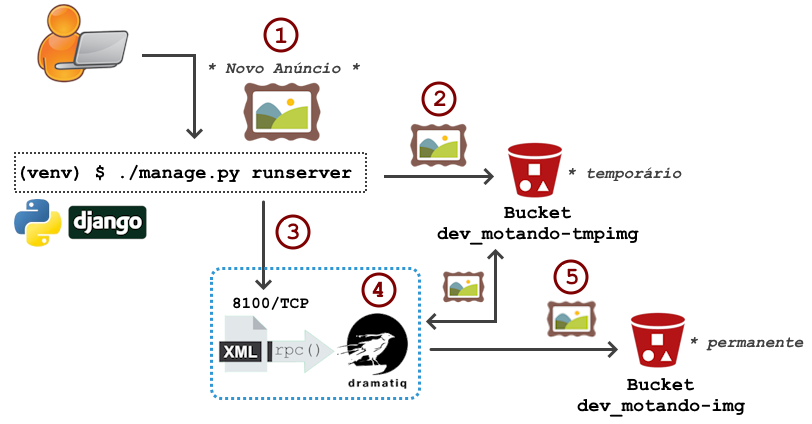 1
* Novo Anúncio *
2
(venv) $ ./manage.py runserver
* temporário
django
Bucket
dev_motando-tmpimg
3
4
5
8100/TCP
XML
rpc()
dramatiq
* permanente
Bucket
dev_motando-img